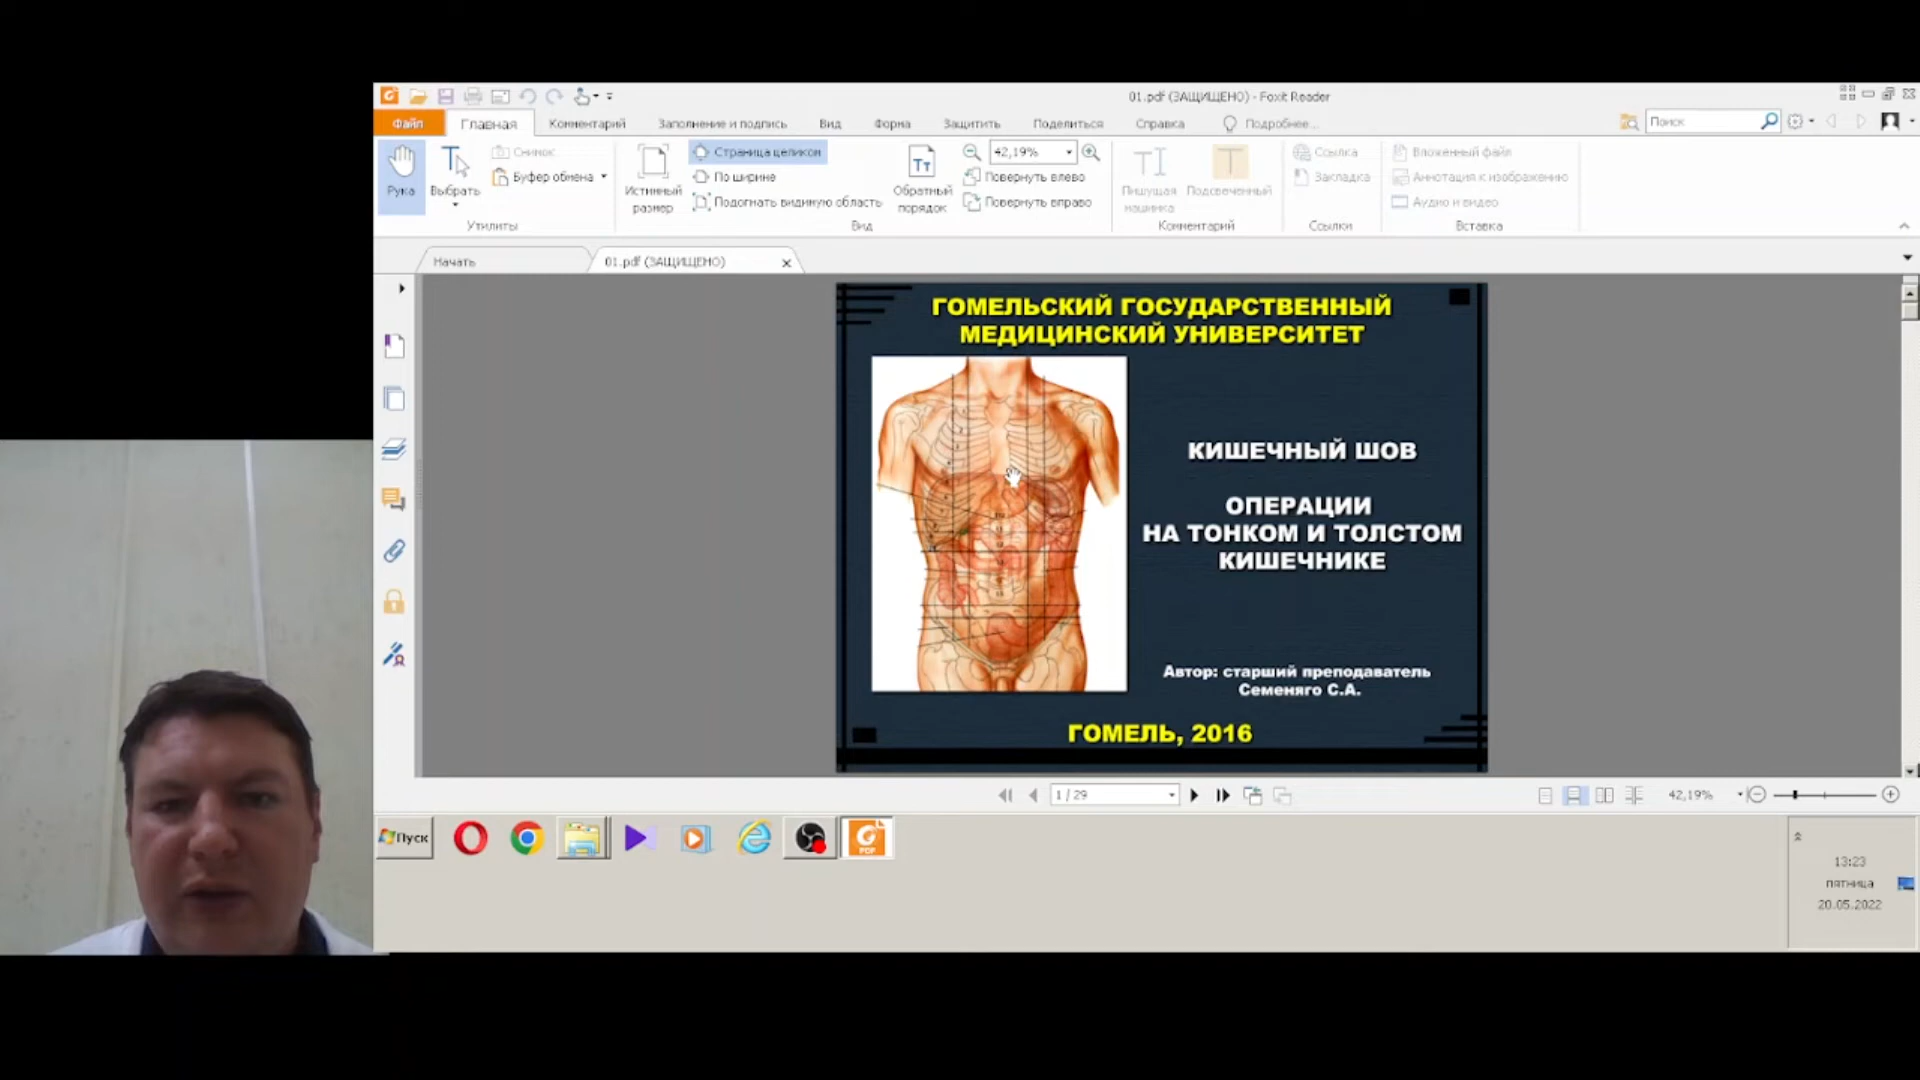 01.pdf (ЗАЩИЩЕНО) - Foxit Reader
Файл
Главная
Комментарий
Заполнение и подпись
Вид
Форма
Защитить
Поделиться
Справка
Подробнее...
Поиск
Рука
Выбрать
Снимок
Буфер обмена
Утилиты
Истинный
размер
Страница целиком
По ширине
Подогнать видимую область
Обратный
порядок
42,19%
Повернуть влево
Повернуть вправо
Вид
Пишущая
машинка
Подсвеченный
Комментарий
Ссылка
Закладка
Ссылки
Вложенный файл
Аннотация к изображению
Аудио и видео
Вставка
Начать
01.pdf (ЗАЩИЩЕНО)
ГОМЕЛЬСКИЙ ГОСУДАРСТВЕННЫЙ
МЕДИЦИНСКИЙ УНИВЕРСИТЕТ
КИШЕЧНЫЙ ШОВ
ОПЕРАЦИИ
НА ТОНКОМ И ТОЛСТОМ
КИШЕЧНИКЕ
Автор: старший преподаватель
Семеняго С.А.
ГОМЕЛЬ, 2016
1 / 29
42,19%
Пуск
PDF
13:23
пятница
20.05.2022